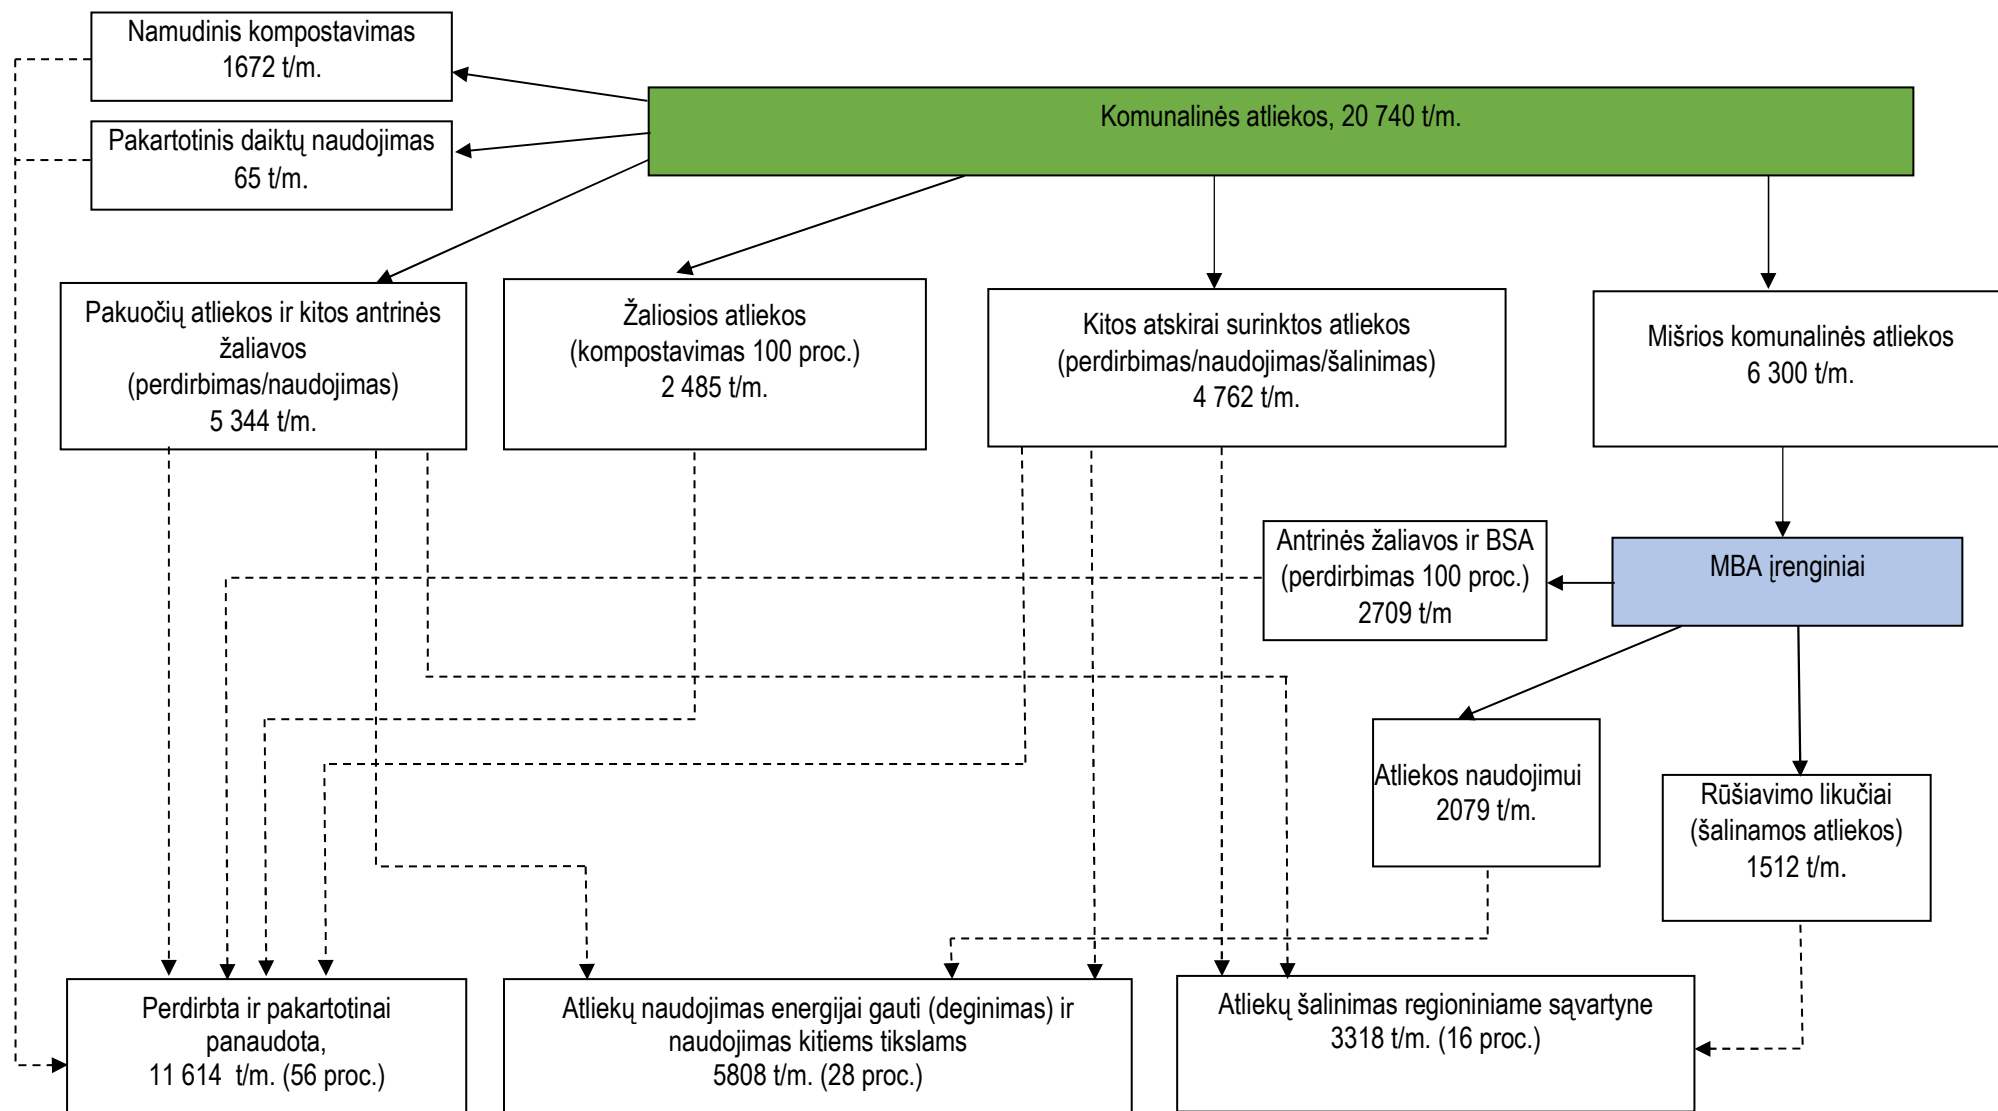 Namudinis kompostavimas
1672 t/m.
Komunalinės atliekos, 20 740 t/m.
Pakartotinis daiktų naudojimas
65 t/m.
Pakuočių atliekos ir kitos antrinės
žaliavos
(perdirbimas/naudojimas)
5 344 t/m.
Žaliosios atliekos
(kompostavimas 100 proc.)
2 485 t/m.
Kitos atskirai surinktos atliekos
(perdirbimas/naudojimas/šalinimas)
4 762 t/m.
Mišrios komunalinės atliekos
6 300 t/m.
Antrinės žaliavos ir BSA
(perdirbimas 100 proc.)
2709 t/m
MBA įrenginiai
Atliekos naudojimui
2079 t/m.
Rūšiavimo likučiai
(šalinamos atliekos)
1512 t/m.
Perdirbta ir pakartotinai
panaudota,
11 614 t/m. (56 proc.)
Atliekų naudojimas energijai gauti (deginimas) ir
naudojimas kitiems tikslams
5808 t/m. (28 proc.)
Atliekų šalinimas regioniniame sąvartyne
3318 t/m. (16 proc.)